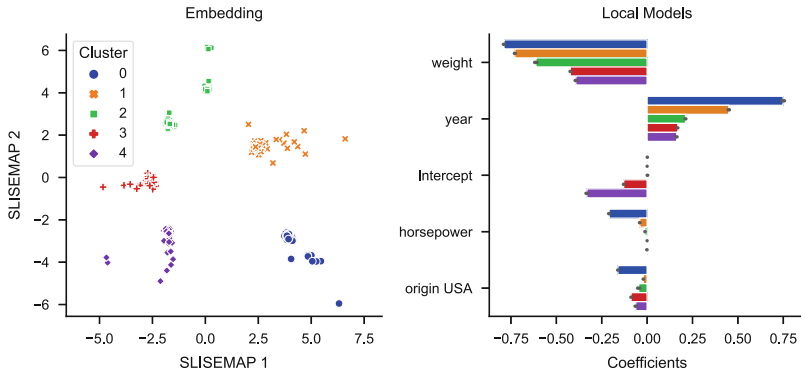 Embedding
6
4
2
0
−2
−4
−6
SLISEMAP 2
Cluster
0
1
2
3
4
−5.0
−2.5
0.0
2.5
5.0
7.5
SLISEMAP 1
Local Models
weight
year
Intercept
horsepower
origin USA
−0.75
−0.50
−0.25
0.00
0.25
0.50
0.75
Coefficients